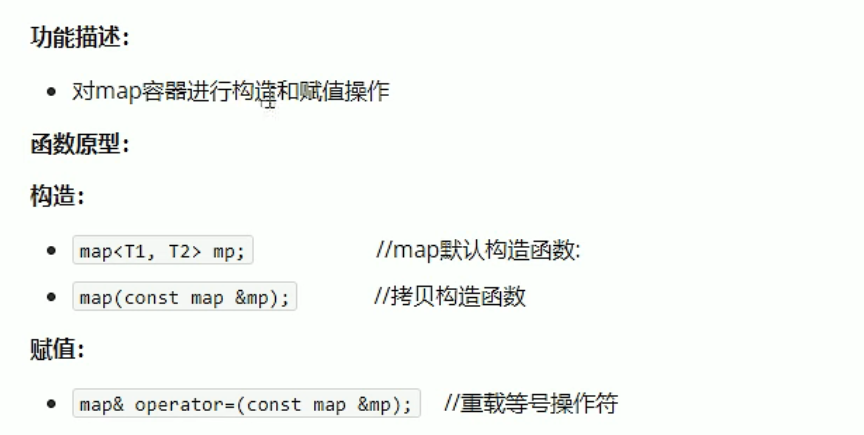 功能描述：
对map容器进行构造和赋值操作
函数原型：
构造：
map<T1, T2> mp; //map默认构造函数:
map(const map &mp); //拷贝构造函数
赋值：
map& operator=(const map &mp); //重载等号操作符